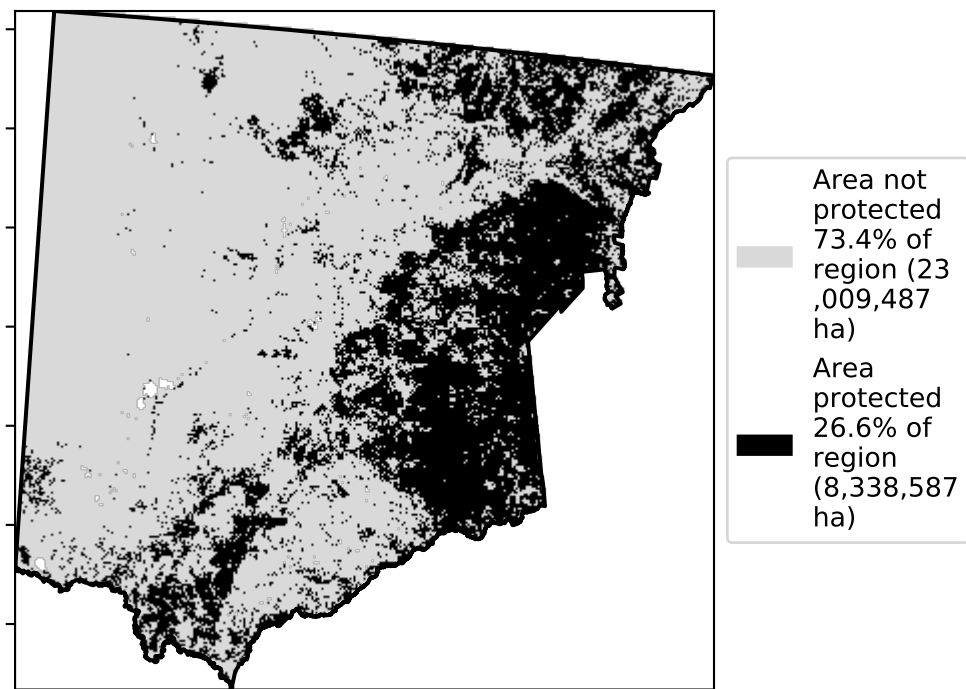 Area not
protected
73.4% of
region (23
,009,487
ha)
Area
protected
26.6% of
region
(8,338,587
ha)